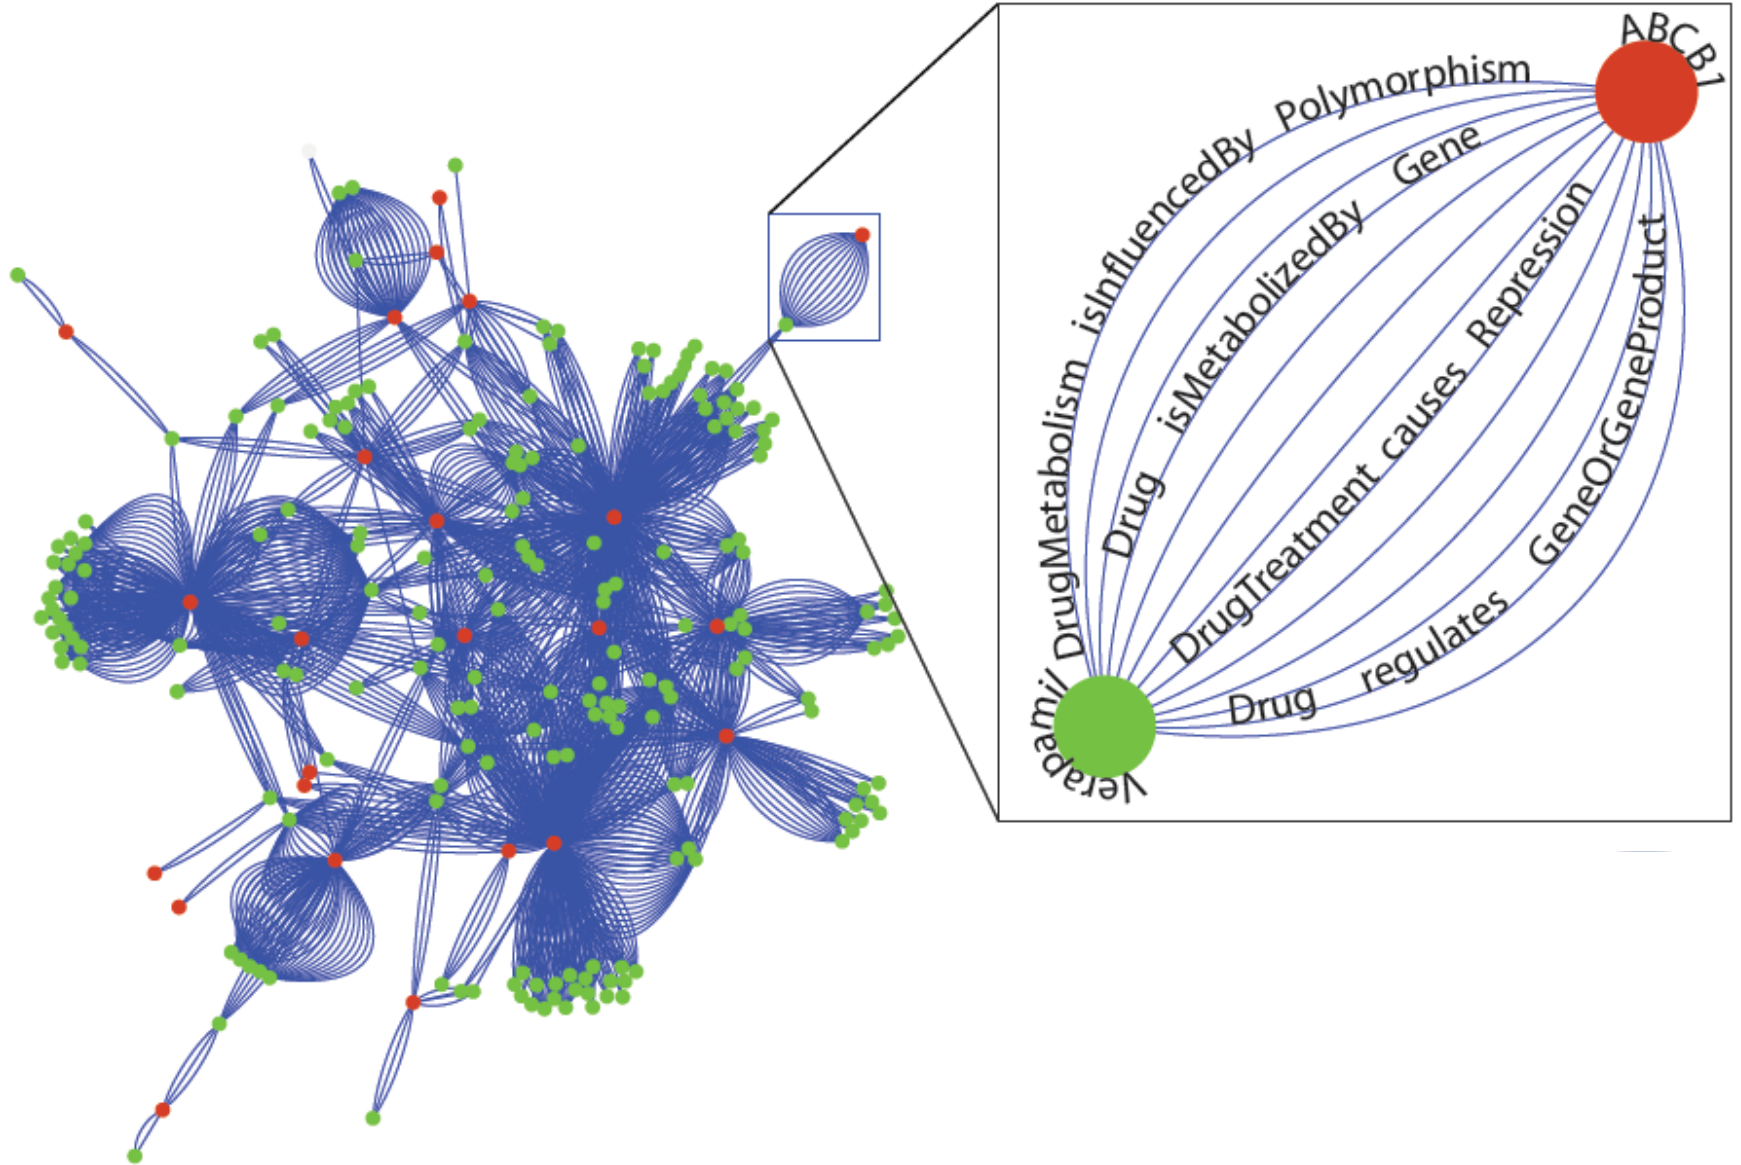 ABCB1
DrugMetabolism isInfluencedBy Polymorphism
Drug isMetabolizedBy Gene
DrugTreatment causes Repression
Drug regulates GeneOrGeneProduct
Verapamil